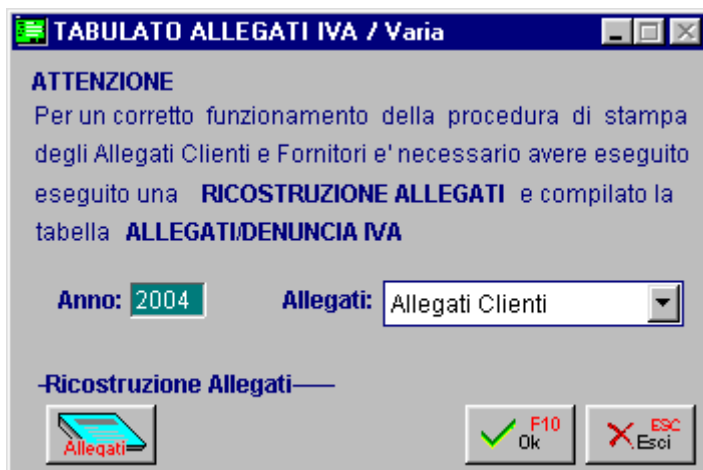 TABULATO ALLEGATI IVA / Varia
ATTENZIONE
Per un corretto funzionamento della procedura di stampa
degli Allegati Clienti e Fornitori e' necessario avere eseguito
eseguito una RICOSTRUZIONE ALLEGATI e compilato la
tabella ALLEGATI/DENUNCIA IVA
Anno: 2004 Allegati: Allegati Clienti
Ricostruzione Allegati
Allegati F10 Ok ESC Esci